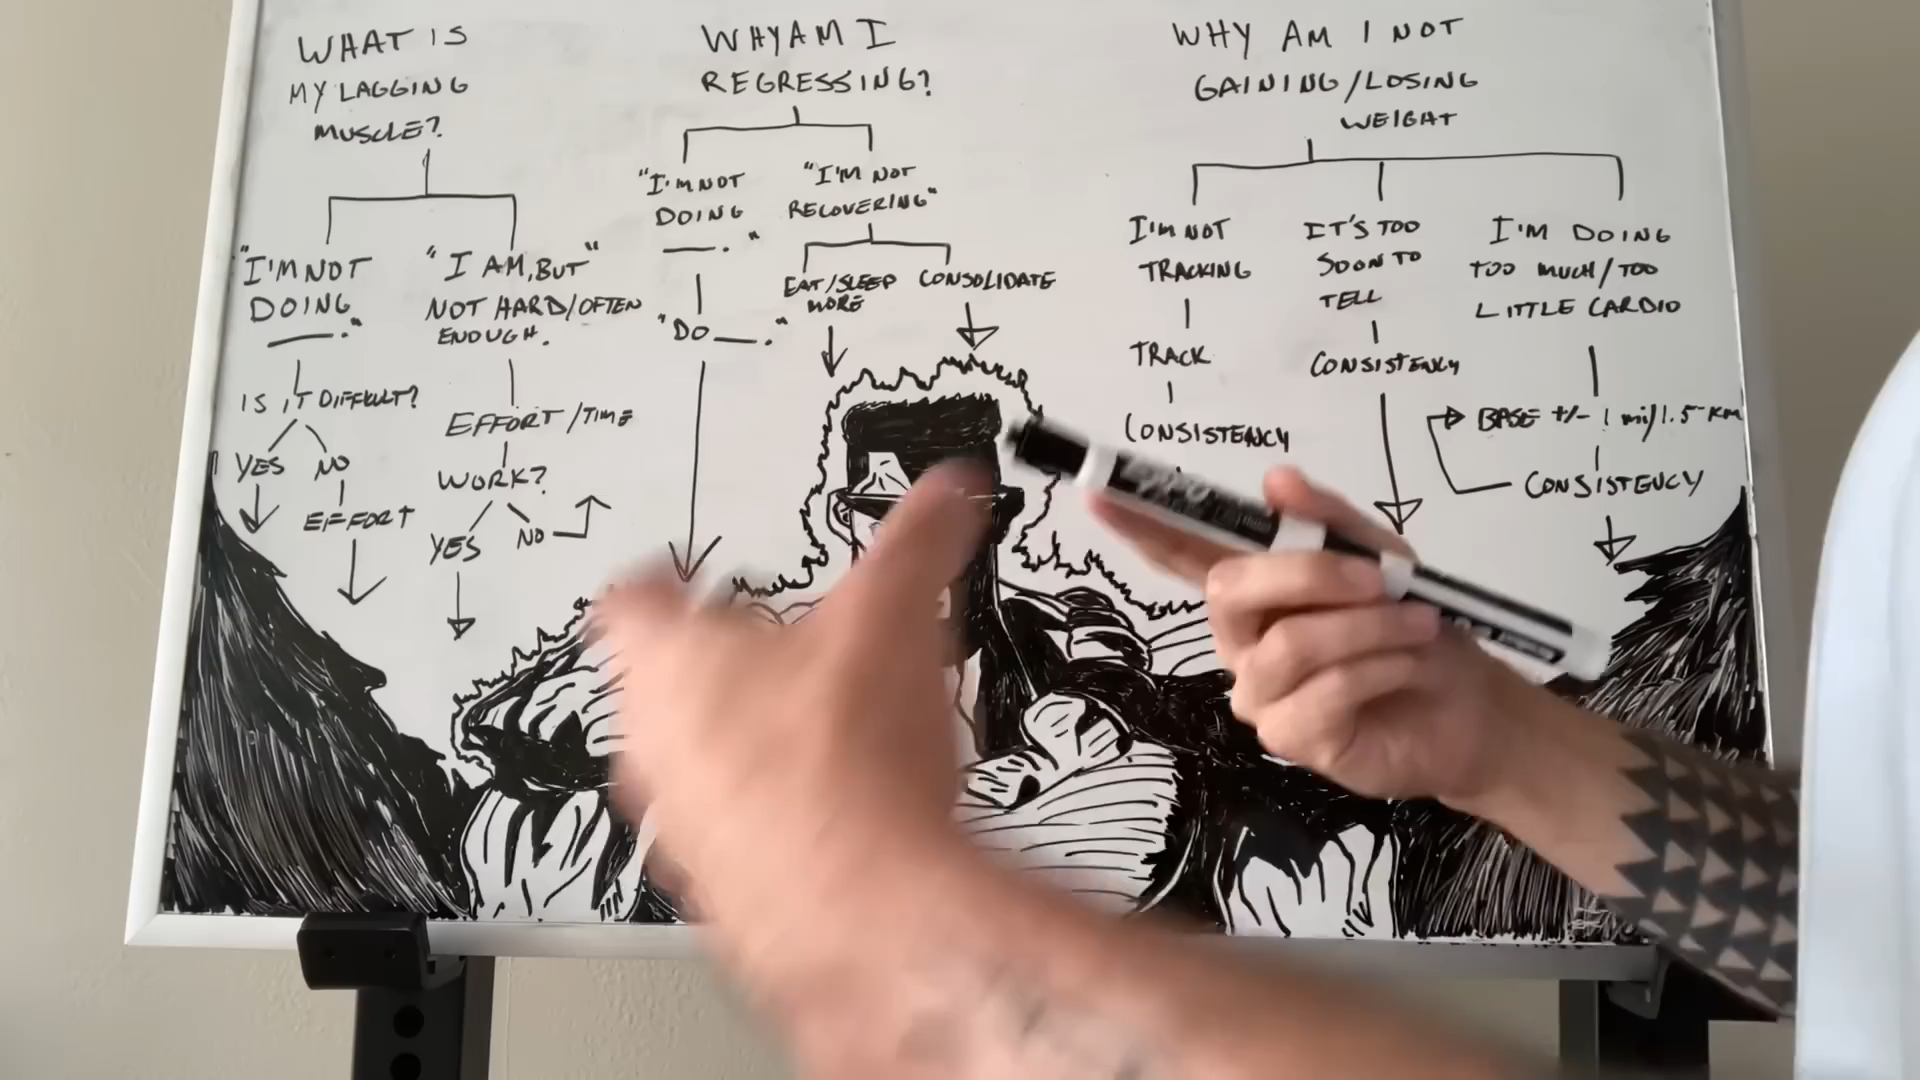 WHAT IS
MY LAGGING
MUSCLE?
"I'M NOT
DOING
___."
IS IT DIFFICULT?
YES NO
EFFORT
"I AM, BUT"
NOT HARD/OFTEN
ENOUGH.
EFFORT/TIME
WORK?
YES NO
WHY AM I
REGRESSING?
"I'M NOT
DOING
___."
"DO ___."
"I'M NOT
RECOVERING"
EAT/SLEEP
MORE
CONSOLIDATE
WHY AM I NOT
GAINING/LOSING
WEIGHT
I'M NOT
TRACKING
TRACK
CONSISTENCY
IT'S TOO
SOON TO
TELL
CONSISTENCY
I'M DOING
TOO MUCH/TOO
LITTLE CARDIO
BASE +/- 1 mi/1.5 KM
CONSISTENCY